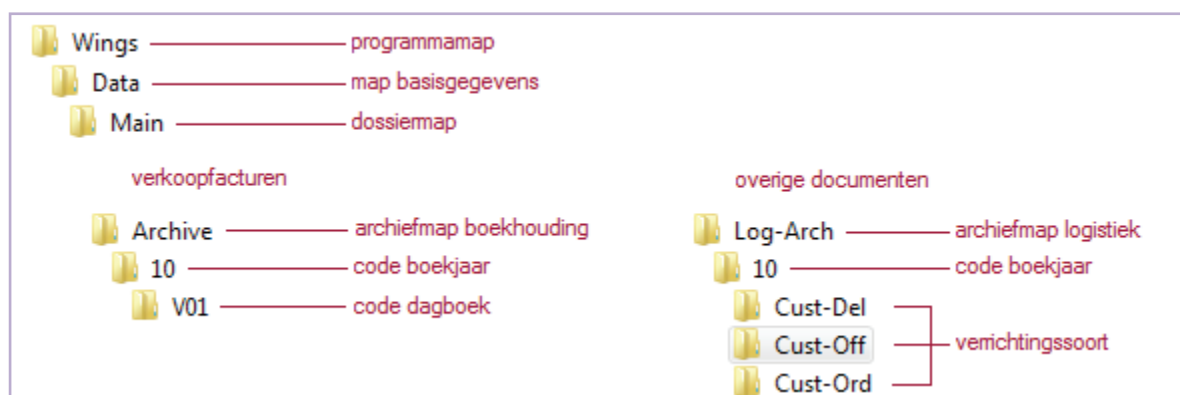 Wings programmamap
Data map basisgegevens
Main dossiermap
verkoopfacturen
overige documenten
Archive archiefmap boekhouding
10 code boekjaar
V01 code dagboek
Log-Arch archiefmap logistiek
10 code boekjaar
Cust-Del
Cust-Off verrichtingssoort
Cust-Ord